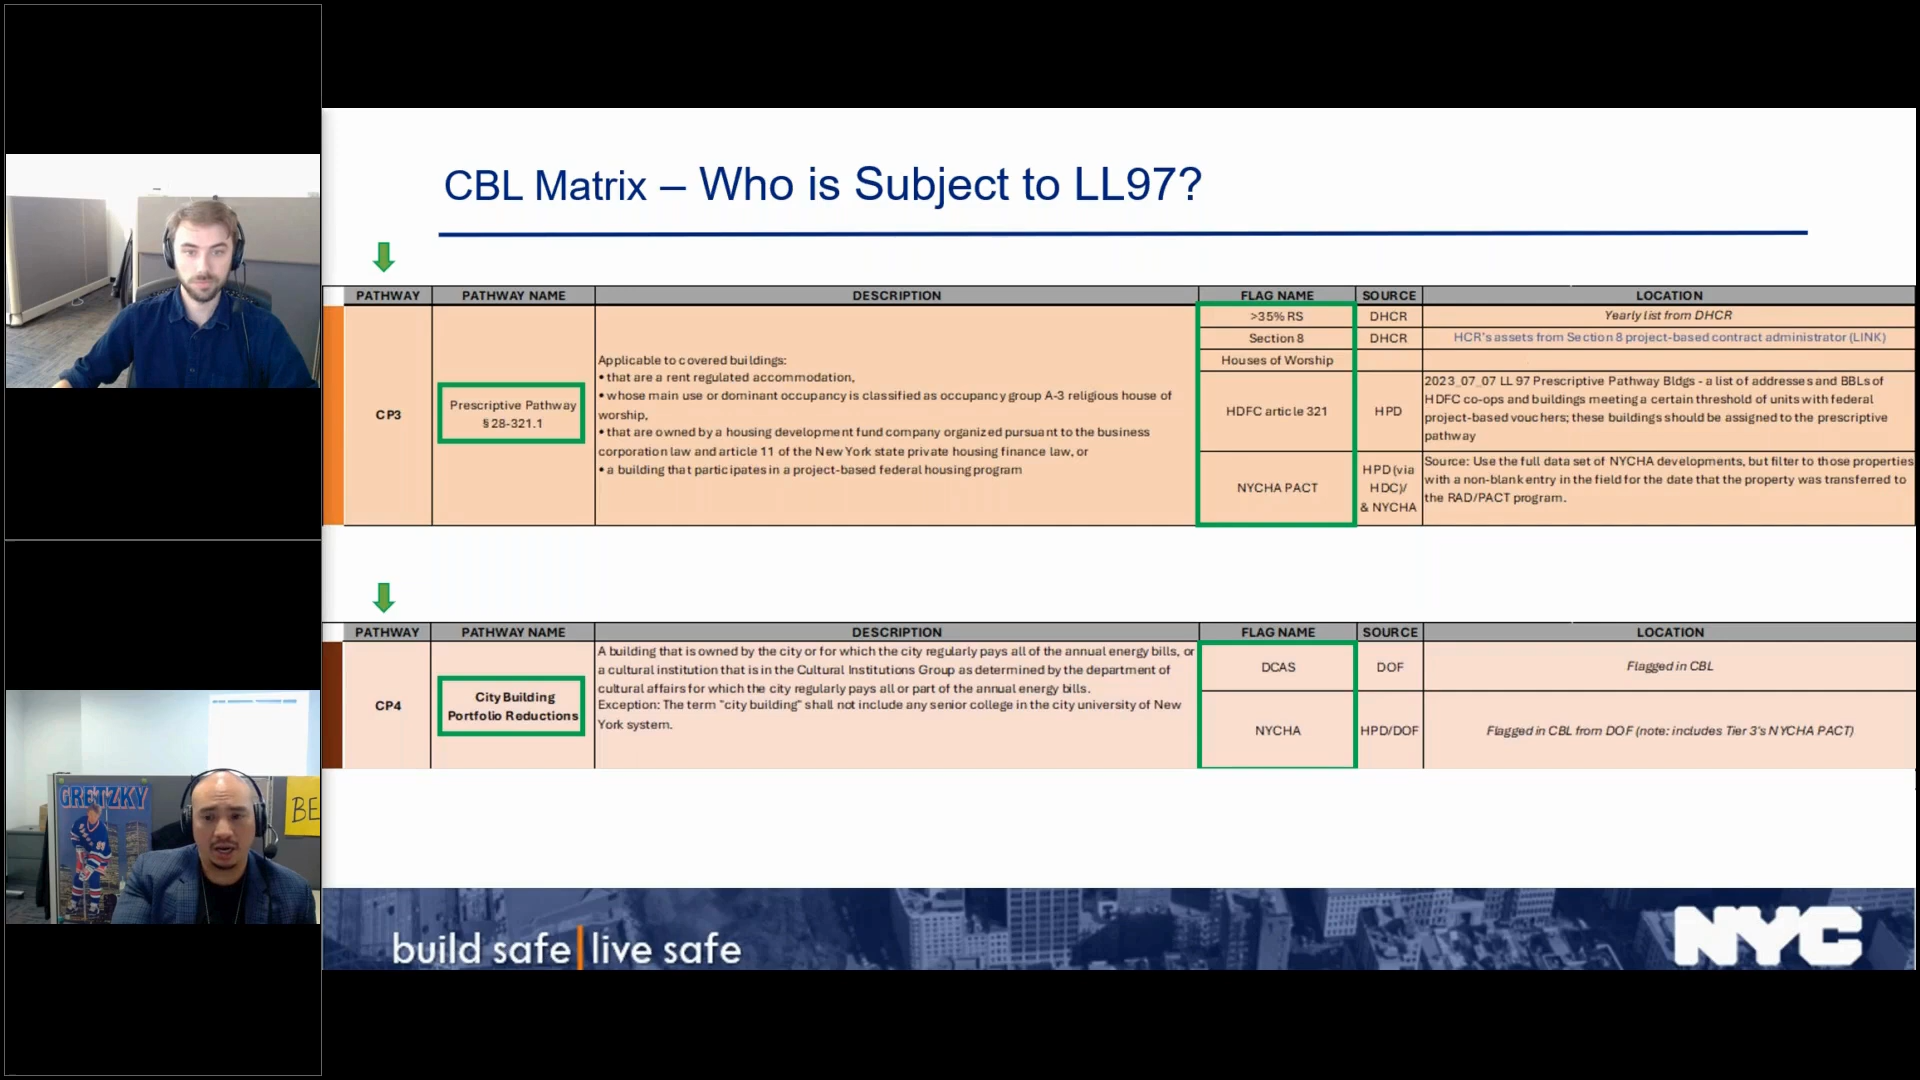 CBL Matrix – Who is Subject to LL97?
PATHWAY PATHWAY NAME DESCRIPTION FLAG NAME SOURCE LOCATION
CP3
Prescriptive Pathway
§28-321.1
Applicable to covered buildings:
• that are a rent regulated accommodation,
• whose main use or dominant occupancy is classified as occupancy group A-3 religious house of
worship,
• that are owned by a housing development fund company organized pursuant to the business
corporation law and article 11 of the New York state private housing finance law, or
• a building that participates in a project-based federal housing program
>35% RS DHCR Yearly list from DHCR
Section 8 DHCR HCR's assets from Section 8 project-based contract administrator (LINK)
Houses of Worship
HDFC article 321 HPD
2023_07_07 LL 97 Prescriptive Pathway Bldgs - a list of addresses and BBLs of
HDFC co-ops and buildings meeting a certain threshold of units with federal
project-based vouchers; these buildings should be assigned to the prescriptive
pathway
NYCHA PACT
HPD (via
HDC)/
& NYCHA
Source: Use the full data set of NYCHA developments, but filter to those properties
with a non-blank entry in the field for the date that the property was transferred to
the RAD/PACT program.
PATHWAY PATHWAY NAME DESCRIPTION FLAG NAME SOURCE LOCATION
CP4
City Building
Portfolio Reductions
A building that is owned by the city or for which the city regularly pays all of the annual energy bills, or
a cultural institution that is in the Cultural Institutions Group as determined by the department of
cultural affairs for which the city regularly pays all or part of the annual energy bills.
Exception: The term "city building" shall not include any senior college in the city university of New
York system.
DCAS DOF Flagged in CBL
NYCHA HPD/DOF Flagged in CBL from DOF (note: includes Tier 3's NYCHA PACT)
GRETZKY
BE
build safe|live safe
NYC